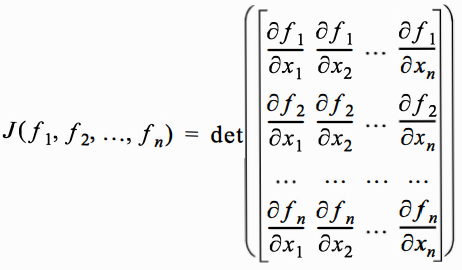 J(f₁, f₂, ..., fₙ) = det([
∂f₁/∂x₁ ∂f₁/∂x₂ ... ∂f₁/∂xₙ
∂f₂/∂x₁ ∂f₂/∂x₂ ... ∂f₂/∂xₙ
... ... ... ...
∂fₙ/∂x₁ ∂fₙ/∂x₂ ... ∂fₙ/∂xₙ
])